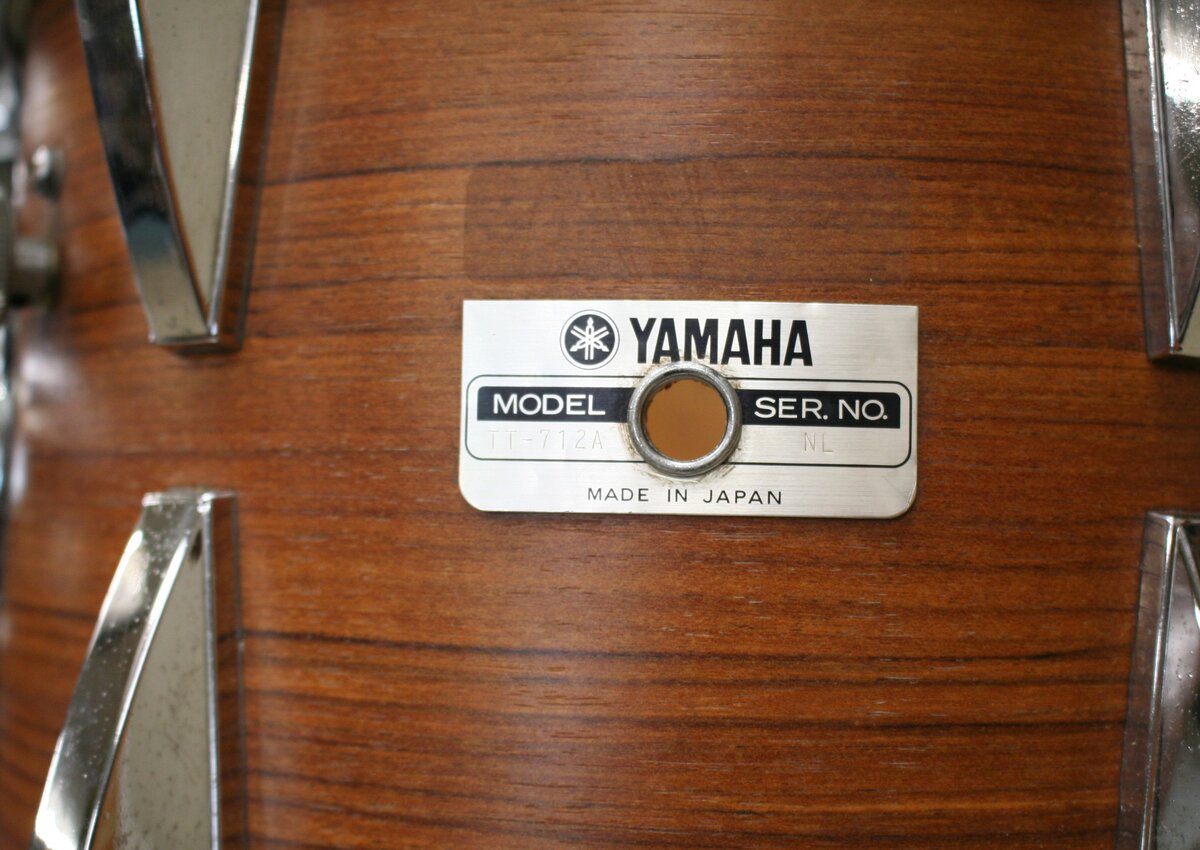 YAMAHA
MODEL SER. NO.
TT-712A NL
MADE IN JAPAN